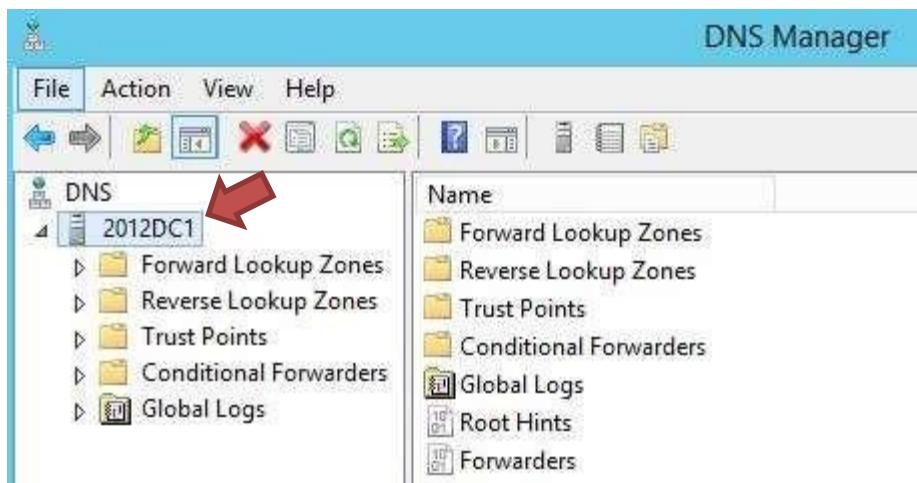 DNS Manager
File Action View Help
DNS
2012DC1
Forward Lookup Zones
Reverse Lookup Zones
Trust Points
Conditional Forwarders
Global Logs
Name
Forward Lookup Zones
Reverse Lookup Zones
Trust Points
Conditional Forwarders
Global Logs
Root Hints
Forwarders